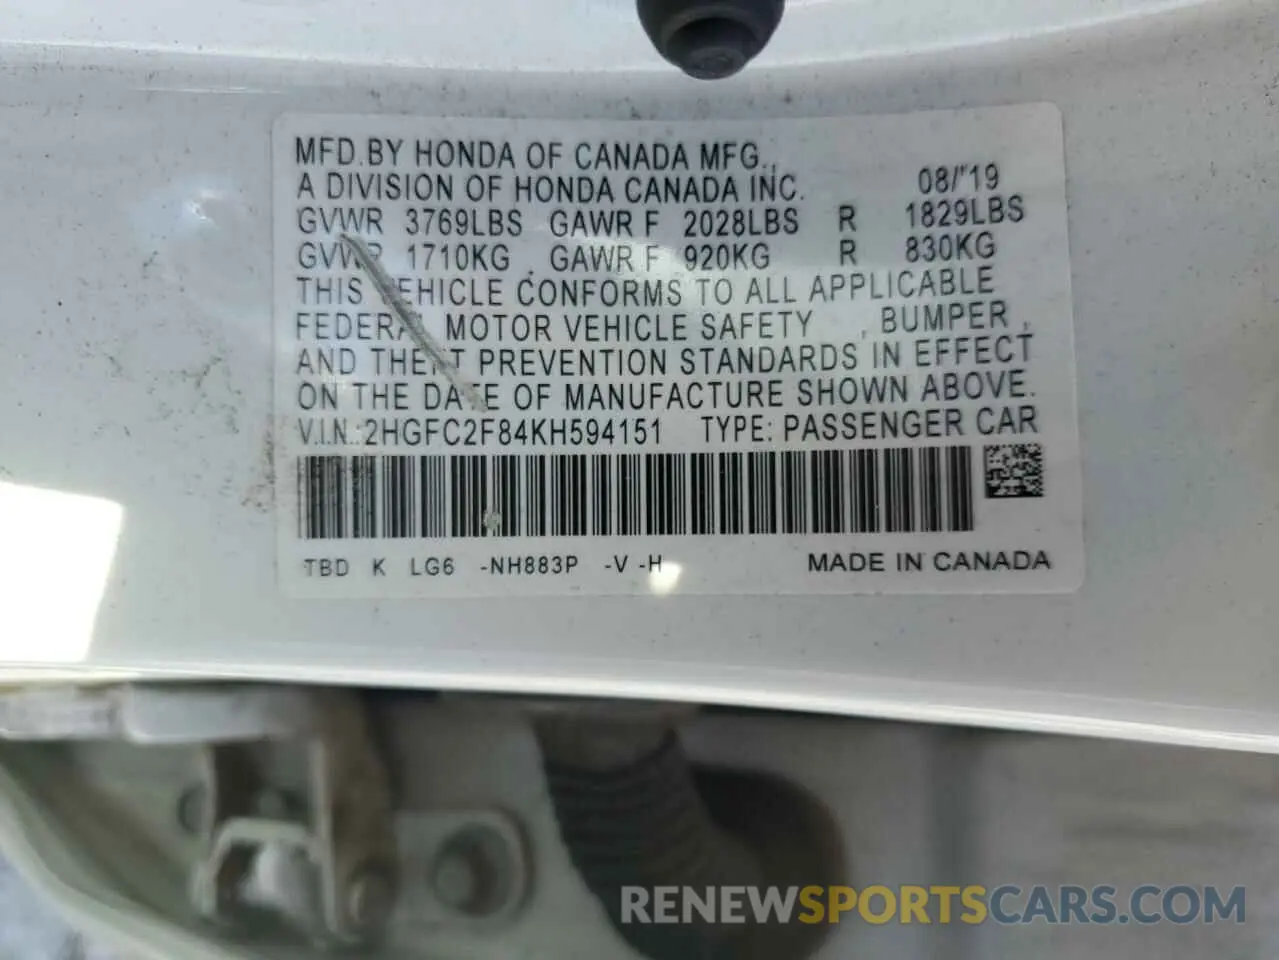 MFD.BY HONDA OF CANADA MFG.,
A DIVISION OF HONDA CANADA INC. 08/'19
GVWR 3769LBS GAWR F 2028LBS R 1829LBS
GVWR 1710KG , GAWR F 920KG R 830KG
THIS VEHICLE CONFORMS TO ALL APPLICABLE
FEDERAL MOTOR VEHICLE SAFETY , BUMPER ,
AND THEFT PREVENTION STANDARDS IN EFFECT
ON THE DATE OF MANUFACTURE SHOWN ABOVE.
V.I.N.:2HGFC2F84KH594151 TYPE: PASSENGER CAR
TBD K LG6 -NH883P -V -H MADE IN CANADA
RENEWSPORTSCARS.COM